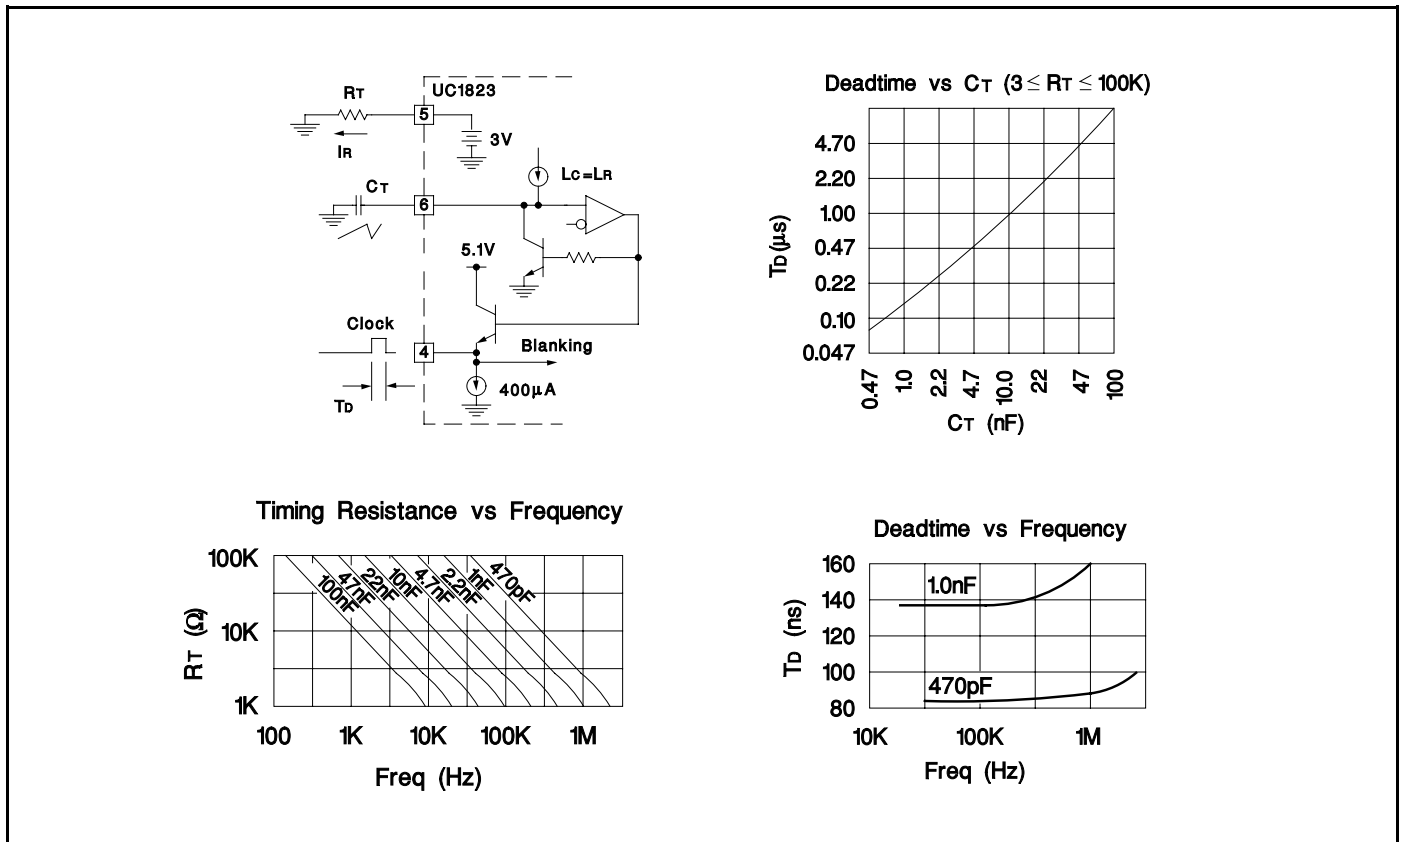 UC1823
RT
5
3V
IR
LC=LR
CT
6
5.1V
Clock
4
Blanking
400μA
TD
Deadtime vs CT (3 ≤ RT ≤ 100K)
4.70
2.20
1.00
0.47
0.22
0.10
0.047
TD (μs)
0.47 1.0 2.2 4.7 10.0 22 47 100
CT (nF)
Timing Resistance vs Frequency
100K
10K
1K
RT (Ω)
100nF 47nF 22nF 10nF 4.7nF 2.2nF 1nF 470pF
100 1K 10K 100K 1M
Freq (Hz)
Deadtime vs Frequency
160
140
120
100
80
TD (ns)
1.0nF
470pF
10K 100K 1M
Freq (Hz)